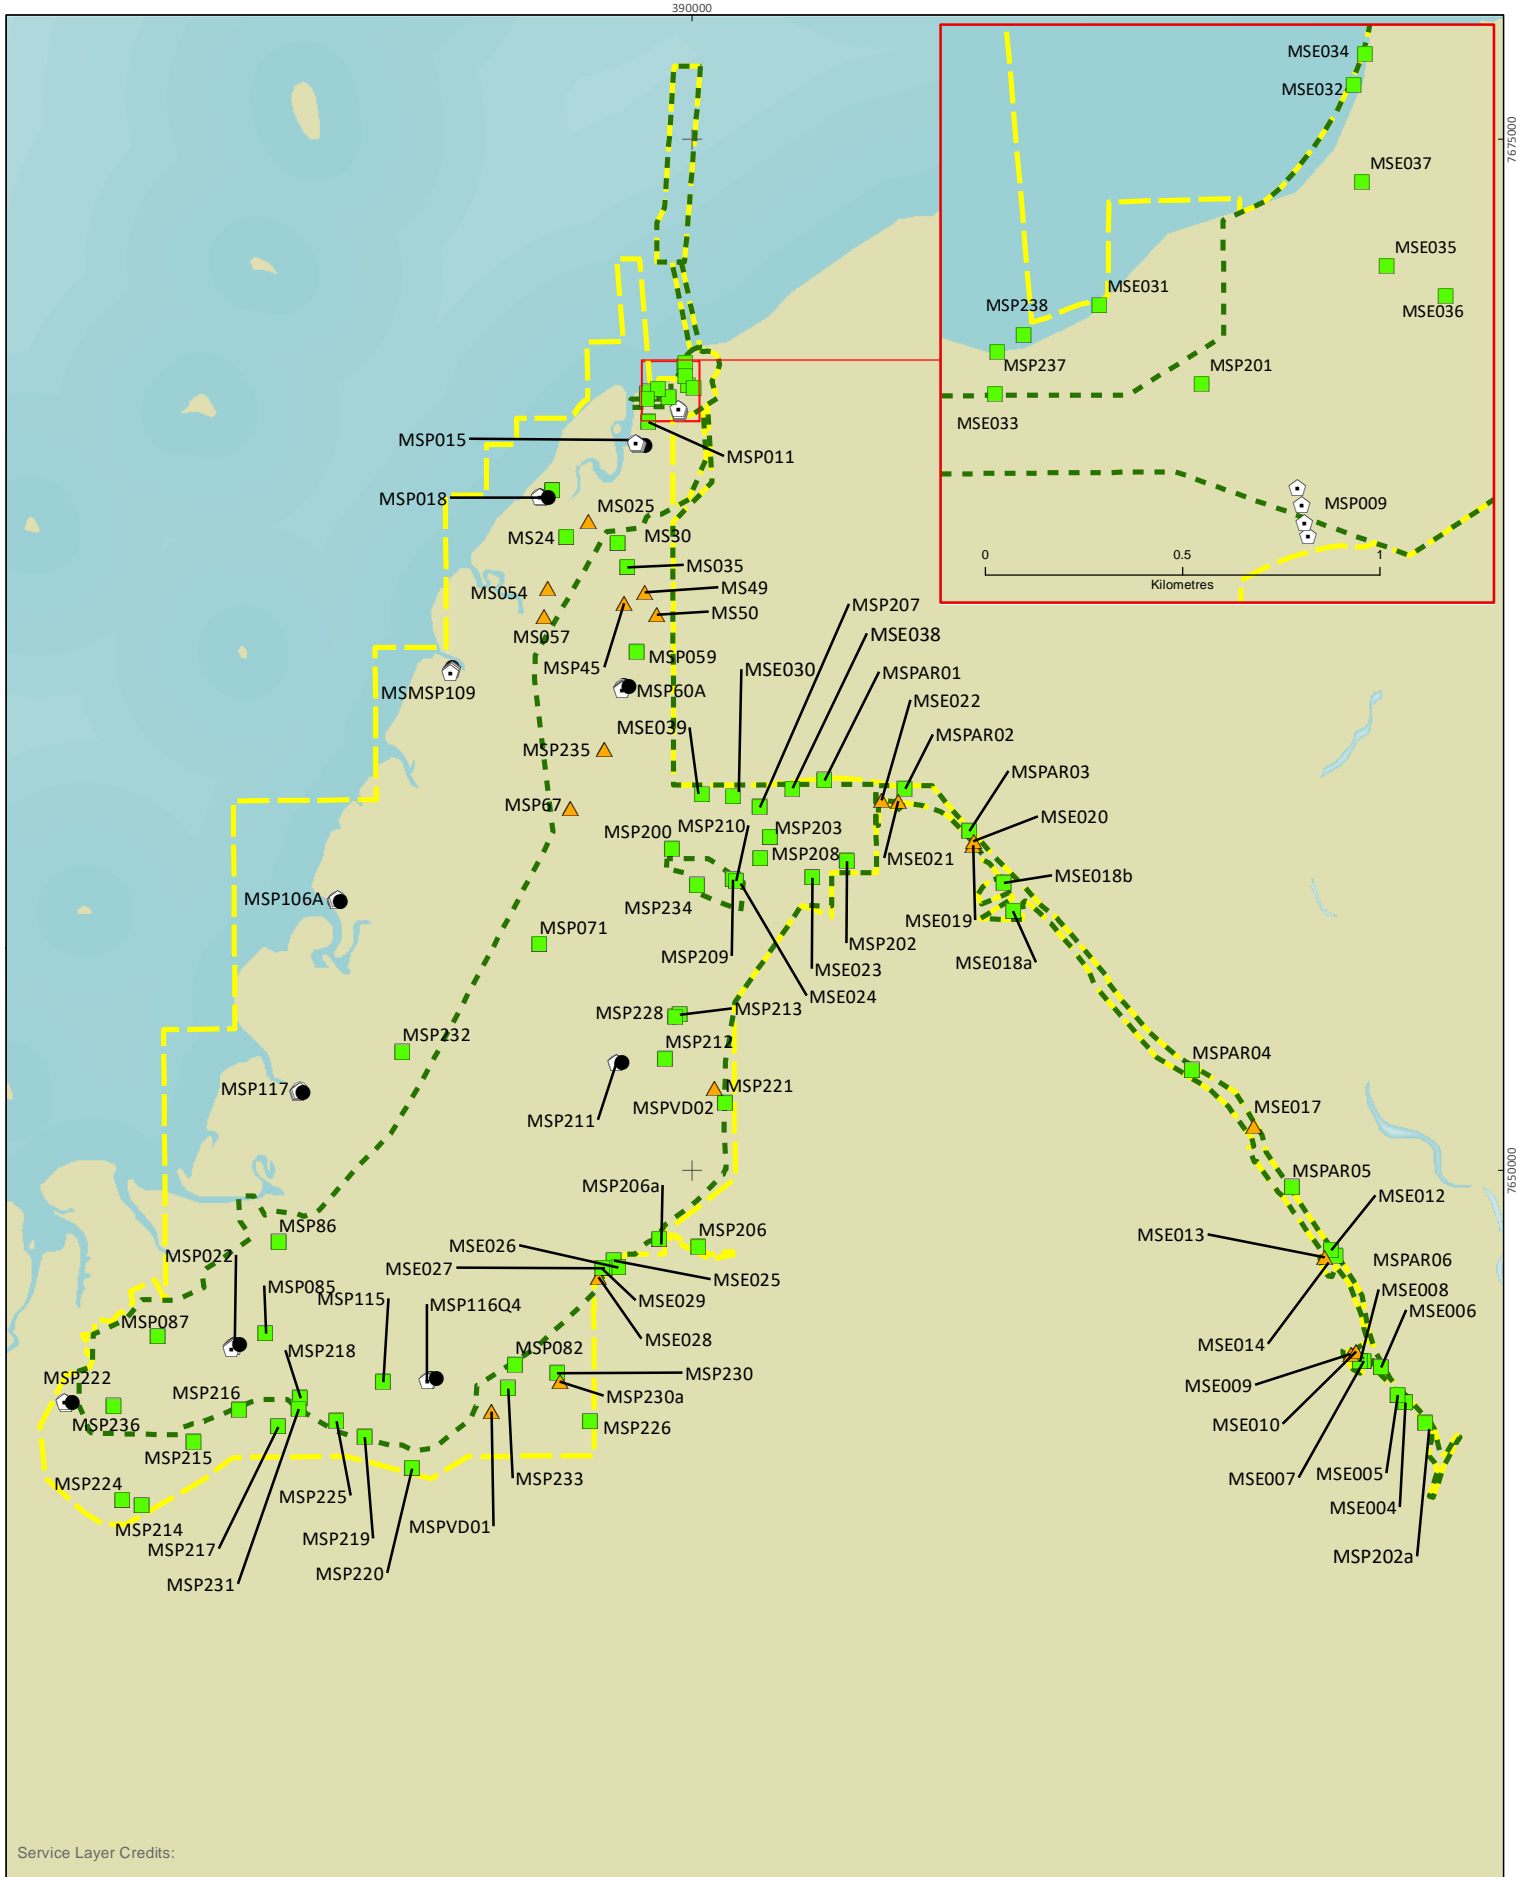 390000
7675000
MSE034
MSE032
MSE037
MSE035
MSE036
MSE031
MSP238
MSP237
MSP201
MSE033
MSP009
0 0.5 1
Kilometres
MSP015
MSP011
MSP018
MS025
MS24
MS30
MS035
MS054
MS49
MS50
MSP207
MS057
MSE038
MSP45
MSP059
MSE030
MSPAR01
MSMSP109
MSP60A
MSE022
MSE039
MSPAR02
MSP235
MSPAR03
MSP67
MSE020
MSP200
MSP210
MSP203
MSP208
MSE021
MSE018b
MSP234
MSP106A
MSE019
MSP071
MSP202
MSP209
MSE018a
MSE023
MSE024
MSP228
MSP213
MSP232
MSP212
MSPAR04
MSP117
MSP221
MSPVD02
MSP211
MSE017
7650000
MSPAR05
MSP206a
MSE012
MSP86
MSP206
MSE013
MSP022
MSE026
MSPAR06
MSE027
MSE025
MSP085
MSE008
MSP115
MSP116Q4
MSE029
MSE006
MSP087
MSE028
MSE014
MSP218
MSP082
MSP222
MSP230
MSE009
MSP216
MSP230a
MSP236
MSE010
MSP226
MSP215
MSE005
MSE007
MSP224
MSP233
MSP225
MSE004
MSP214
MSPVD01
MSP219
MSP217
MSP202a
MSP220
MSP231
Service Layer Credits: